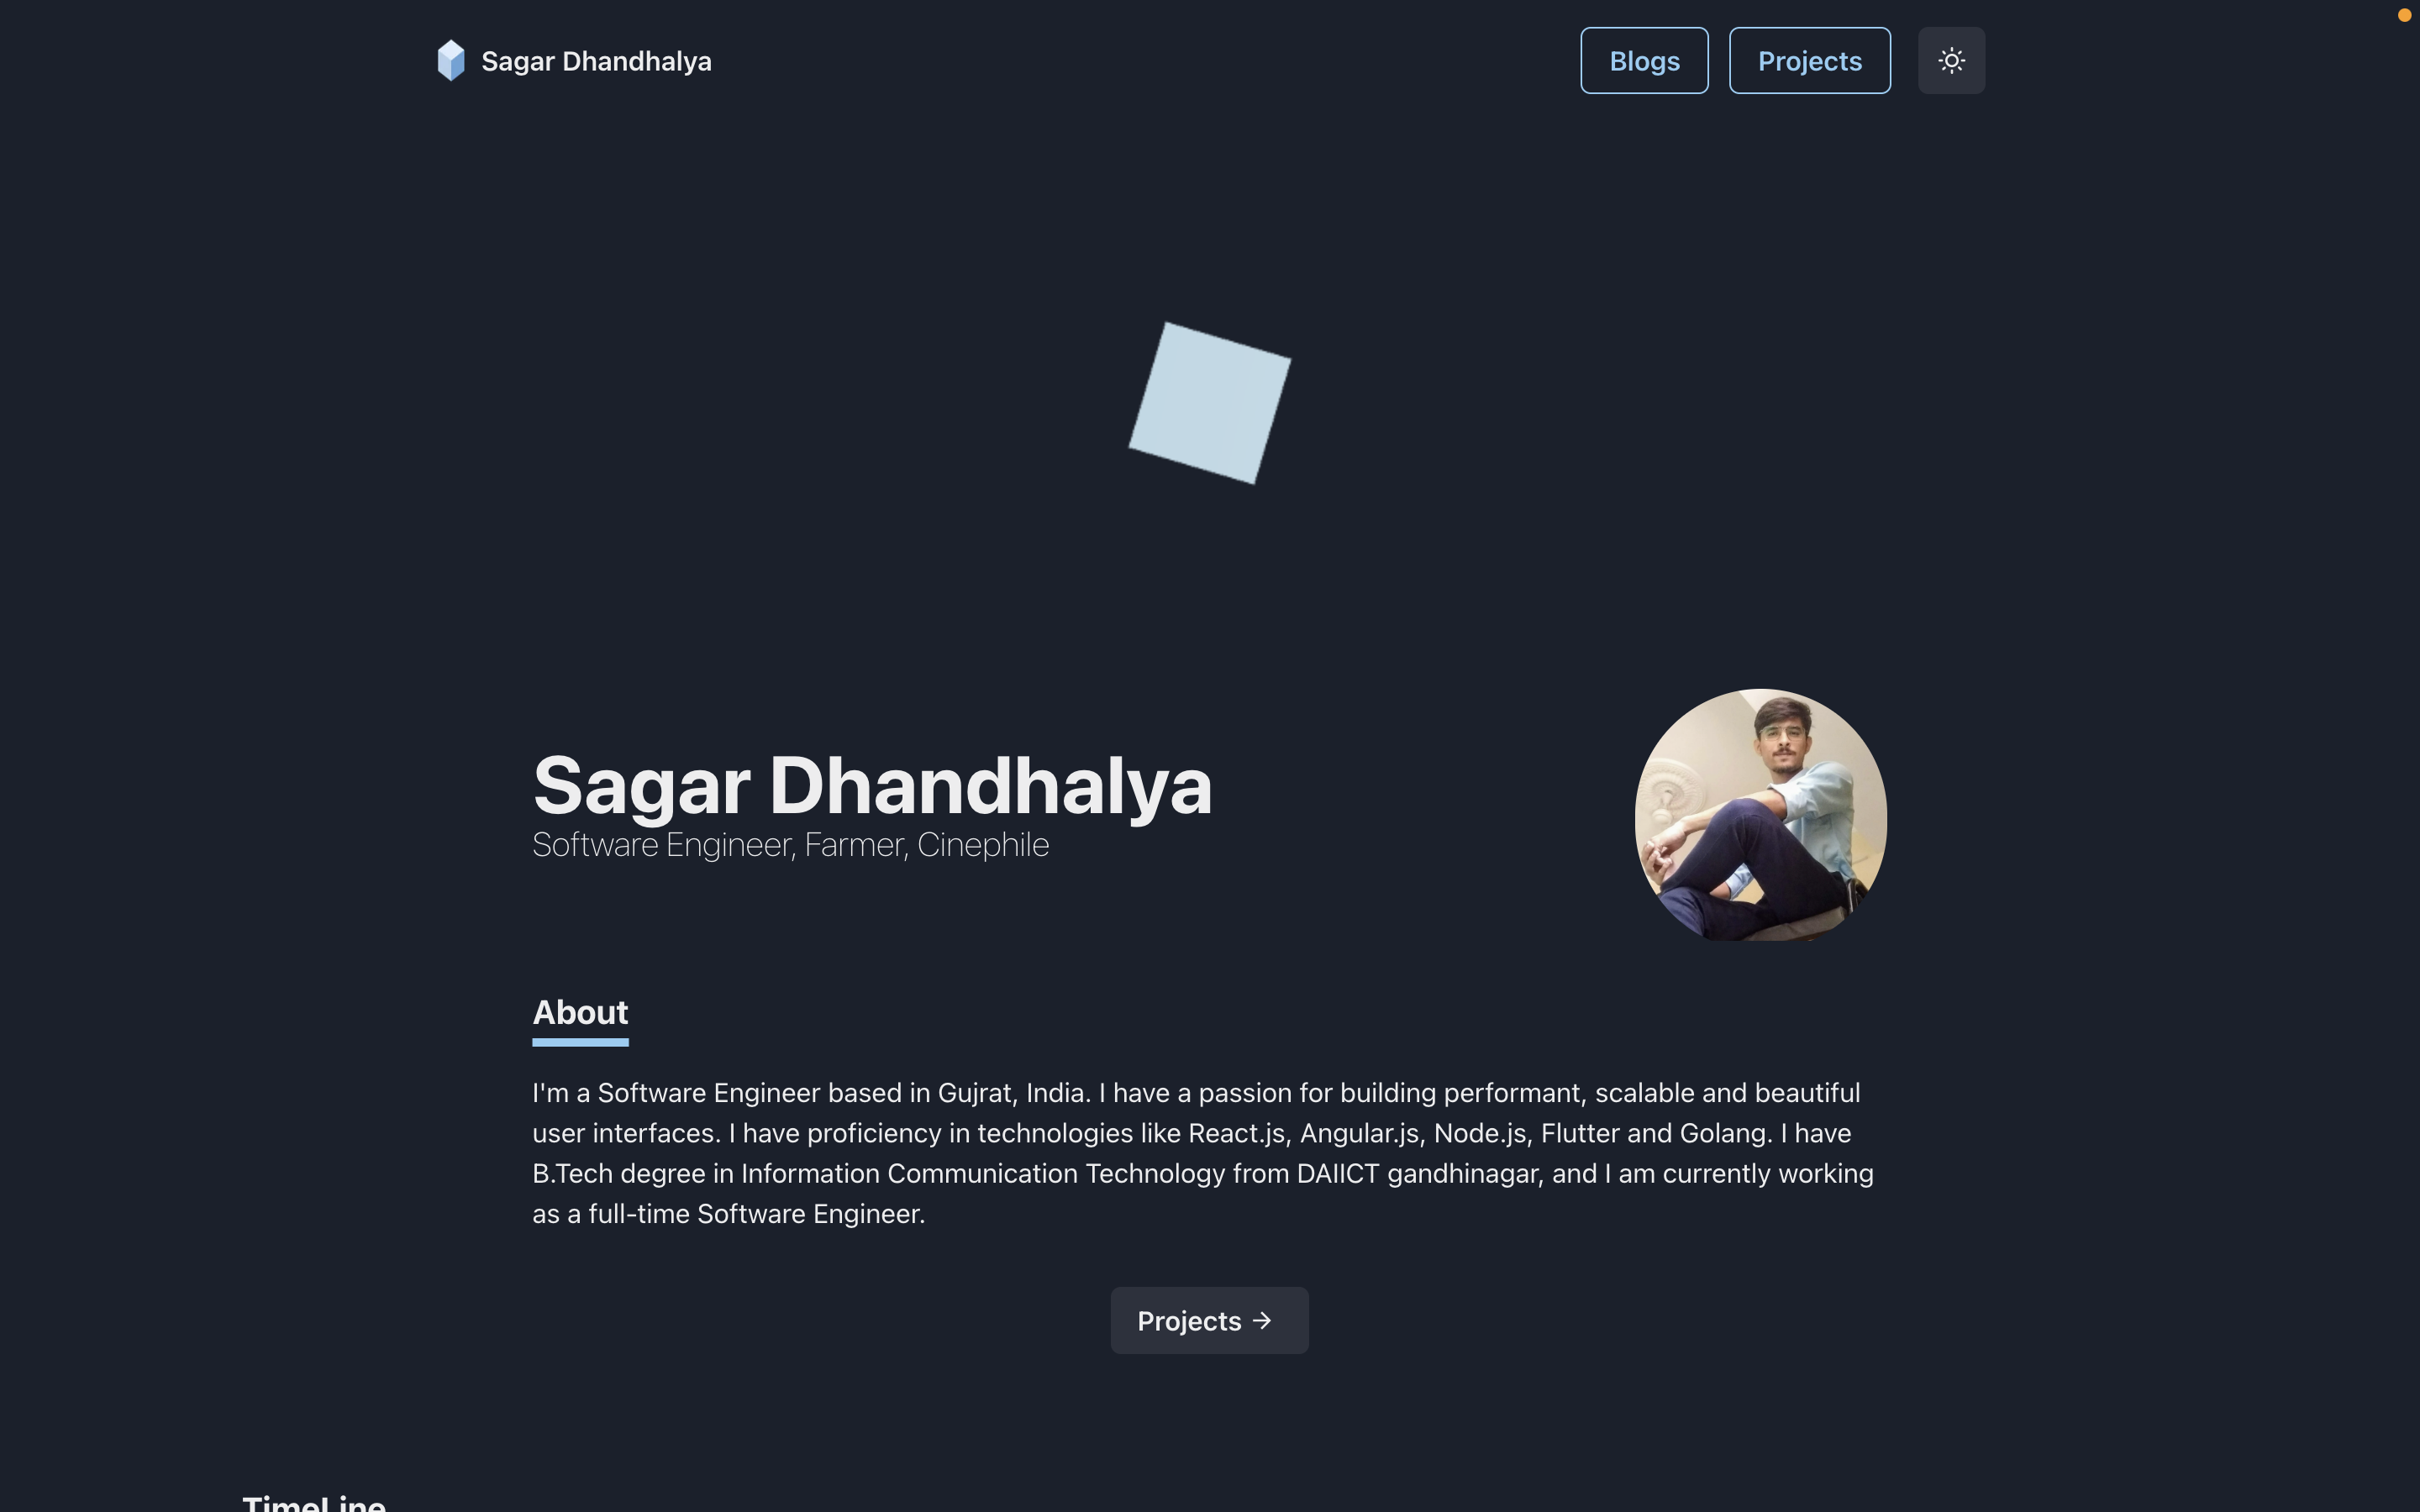 Sagar Dhandhalya
Blogs
Projects
Sagar Dhandhalya
Software Engineer, Farmer, Cinephile
About
I'm a Software Engineer based in Gujrat, India. I have a passion for building performant, scalable and beautiful
user interfaces. I have proficiency in technologies like React.js, Angular.js, Node.js, Flutter and Golang. I have
B.Tech degree in Information Communication Technology from DAIICT gandhinagar, and I am currently working
as a full-time Software Engineer.
Projects →
TimeLine